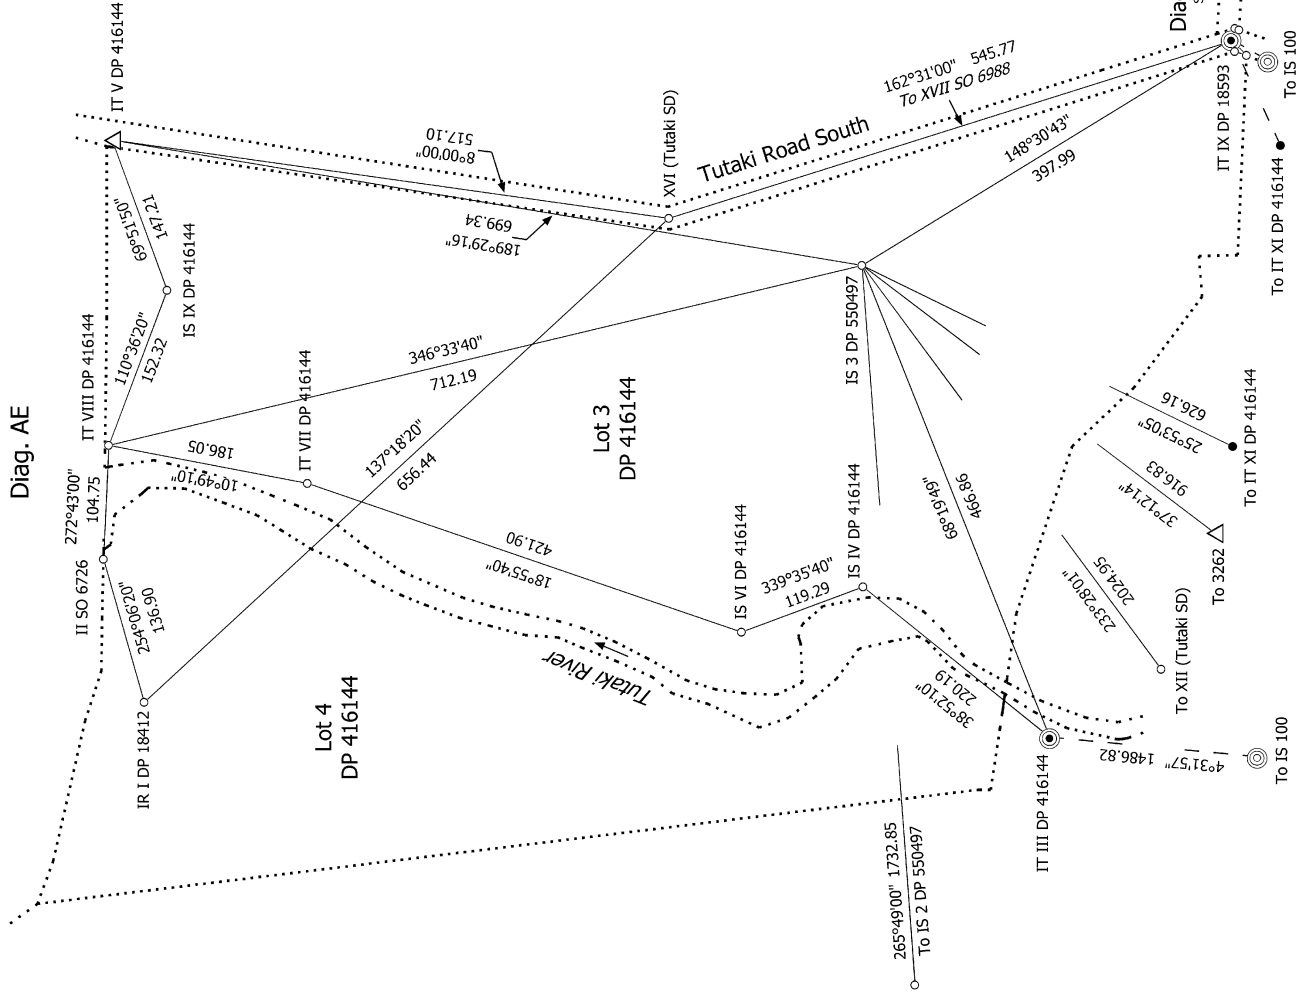 Diag. AE
IT V DP 416144
Dia
IT VIII DP 416144
69°51'50"
147.21
IS IX DP 416144
110°36'20"
152.32
517.10
8°00'00"
699.34
189°29'16"
XVI (Tutaki SD)
Tutaki Road South
162°31'00" 545.77
To XVII SO 6988
148°30'43"
397.99
IT IX DP 18593
To IS 100
To IT XI DP 416144
272°43'00"
104.75
II SO 6726
186.05
10°49'10"
IT VII DP 416144
346°33'40"
712.19
137°18'20"
656.44
Lot 3
DP 416144
IS 3 DP 550497
254°06'20"
136.90
IR I DP 18412
421.90
18°55'40"
IS VI DP 416144
339°35'40"
119.29
IS IV DP 416144
68°19'49"
466.86
626.16
25°53'05"
To IT XI DP 416144
916.83
37°12'14"
To 3262
2024.95
233°28'01"
To XII (Tutaki SD)
Tutaki River
Lot 4
DP 416144
220.19
38°52'10"
IT III DP 416144
4°31'57" 1486.82
To IS 100
265°49'00" 1732.85
To IS 2 DP 550497